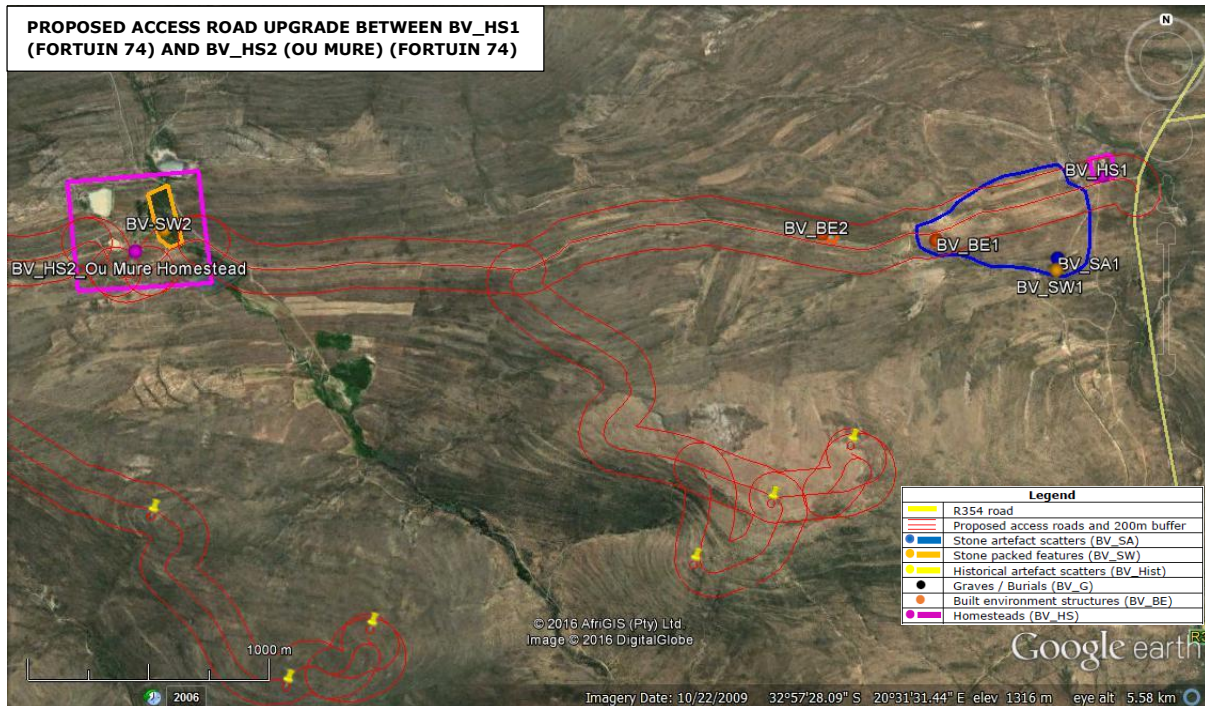 PROPOSED ACCESS ROAD UPGRADE BETWEEN BV_HS1
(FORTUIN 74) AND BV_HS2 (OU MURE) (FORTUIN 74)
N
BV_HS1
BV-SW2
BV_BE2
BV_BE1
BV_HS2_Ou Mure Homestead
BV_SA1
BV_SW1
Legend
R354 road
Proposed access roads and 200m buffer
Stone artefact scatters (BV_SA)
Stone packed features (BV_SW)
Historical artefact scatters (BV_Hist)
Graves / Burials (BV_G)
Built environment structures (BV_BE)
Homesteads (BV_HS)
© 2016 AfriGIS (Pty) Ltd.
Image © 2016 DigitalGlobe
Google earth
1000 m
2006
Imagery Date: 10/22/2009 32°57'28.09" S 20°31'31.44" E elev 1316 m eye alt 5.58 km